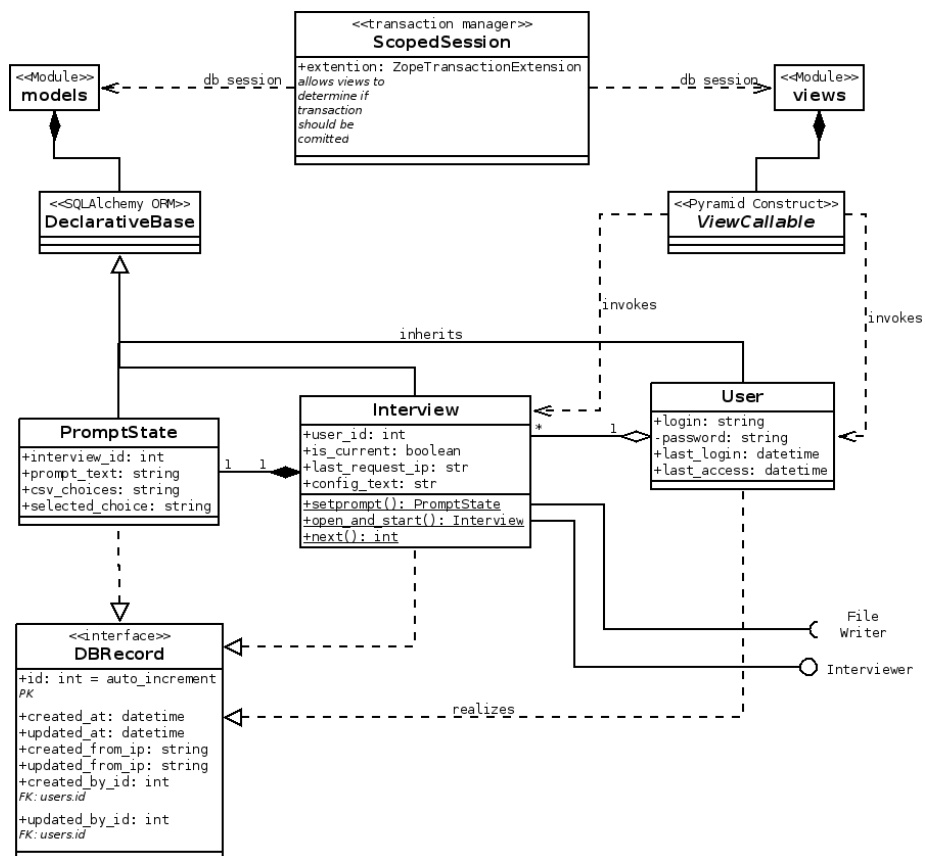 <<transaction manager>>
ScopedSession
+extention: ZopeTransactionExtension
allows views to
determine if
transaction
should be
comitted
<<Module>>
models
db session
db session
<<Module>>
views
<<SQLAlchemy ORM>>
DeclarativeBase
<<Pyramid Construct>>
ViewCallable
invokes
invokes
inherits
PromptState
+interview_id: int
+prompt_text: string
+csv_choices: string
+selected_choice: string
1
1
Interview
+user_id: int
+is_current: boolean
+last_request_ip: str
+config_text: str
+setprompt(): PromptState
+open_and_start(): Interview
+next(): int
*
1
User
+login: string
-password: string
+last_login: datetime
+last_access: datetime
File
Writer
Interviewer
realizes
<<interface>>
DBRecord
+id: int = auto_increment
PK
+created_at: datetime
+updated_at: datetime
+created_from_ip: string
+updated_from_ip: string
+created_by_id: int
FK: users.id
+updated_by_id: int
FK: users.id